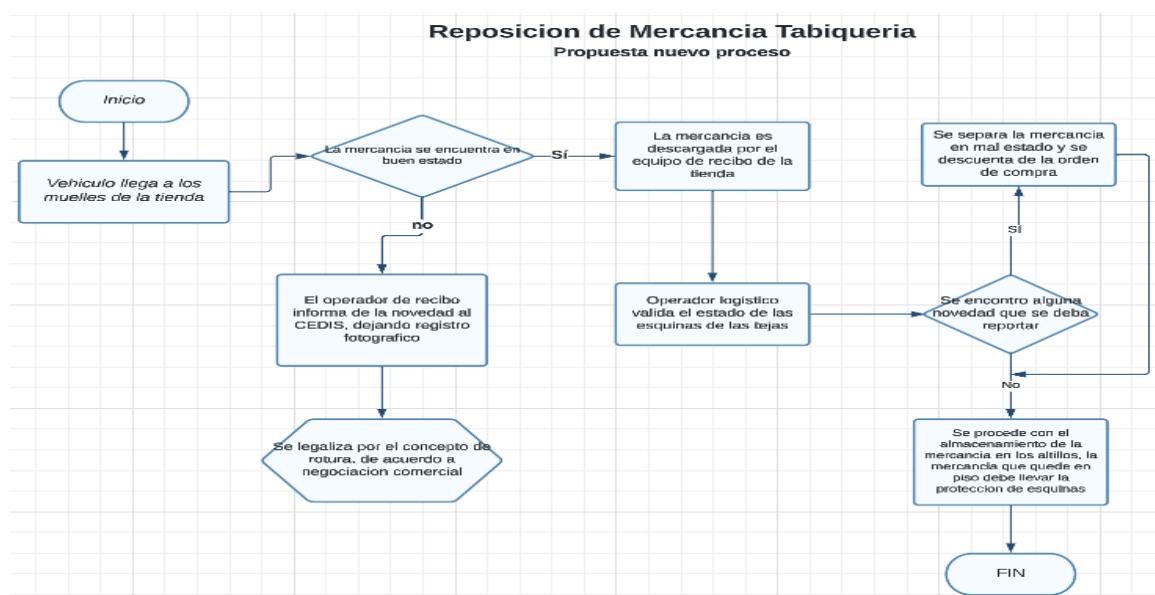 Reposicion de Mercancia Tabiqueria
Propuesta nuevo proceso
Inicio
Vehiculo llega a los
muelles de la tienda
La mercancia se encuentra en
buen estado
Sí
La mercancia es
descargada por el
equipo de recibo de la
tienda
Se separa la mercancia
en mal estado y se
descuenta de la orden
de compra
no
Sí
El operador de recibo
informa de la novedad al
CEDIS, dejando registro
fotografico
Operador logistico
valida el estado de las
esquinas de las tejas
Se encontro alguna
novedad que se deba
reportar
No
Se legaliza por el concepto de
rotura, de acuerdo a
negociacion comercial
Se procede con el
almacenamiento de la
mercancia en los altillos, la
mercancia que quede en
piso debe llevar la
proteccion de esquinas
FIN